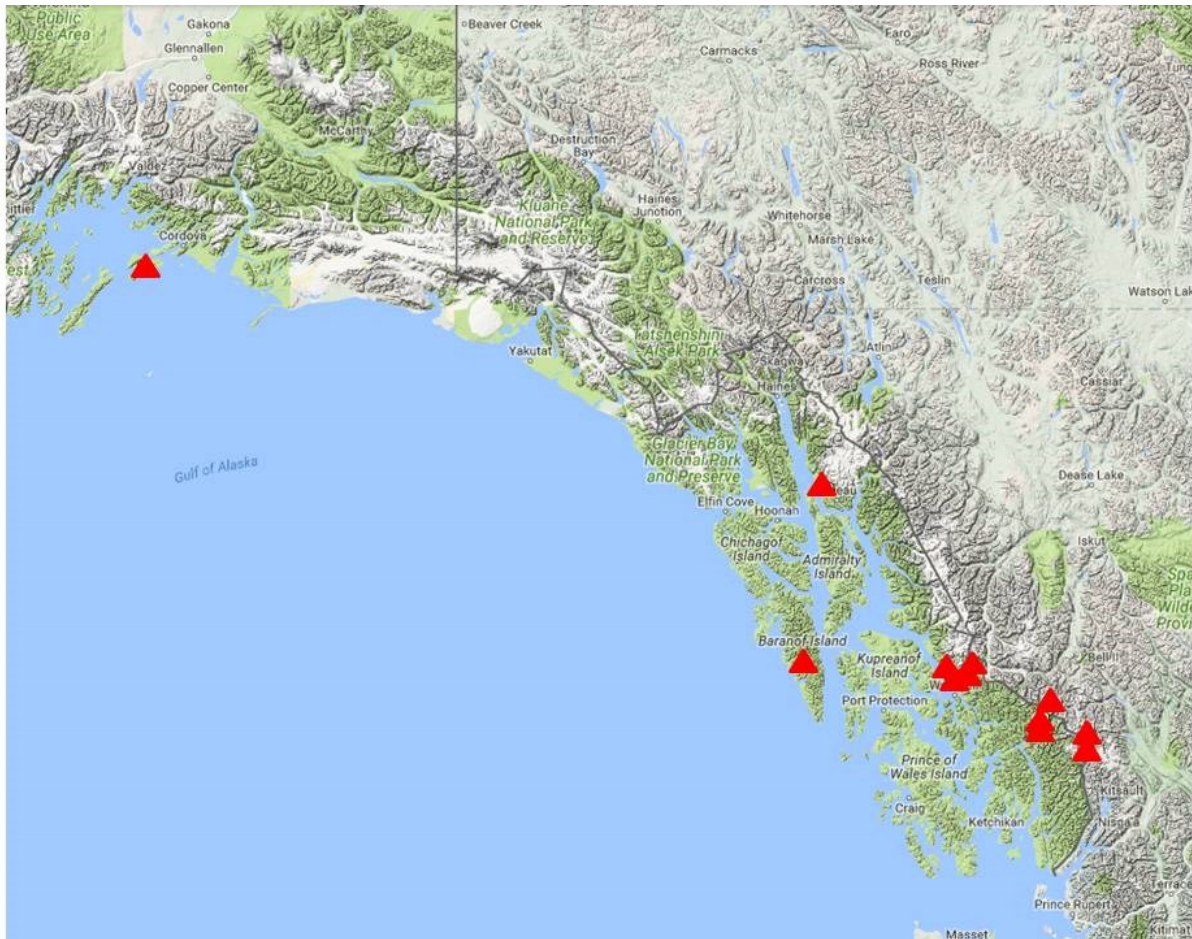 Public
Use Area
Gakona
Glennallen
Copper Center
Beaver Creek
Carmacks
Faro
Ross River
McCarthy
Destruction
Bay
Valdez
Haines
Junction
Kluane
National Park
and Reserve
Whitehorse
Marsh Lake
Cordova
Carcross
Teslin
Watson
Tatshenshini
Alsek Park
Atlin
Yakutat
Skagway
Haines
Cassiar
Glacier Bay
National Park
and Preserve
Gulf of Alaska
Dease Lake
Elfin Cove
Hoonah
Iskut
Chichagof
Island
Admiralty
Island
Baranof Island
Kupreanof
Island
Bell II
Port Protection
Prince of
Wales Island
Craig
Ketchikan
Kitsault
Nisga'a
Terrace
Prince Rupert
Masset
Kitimat